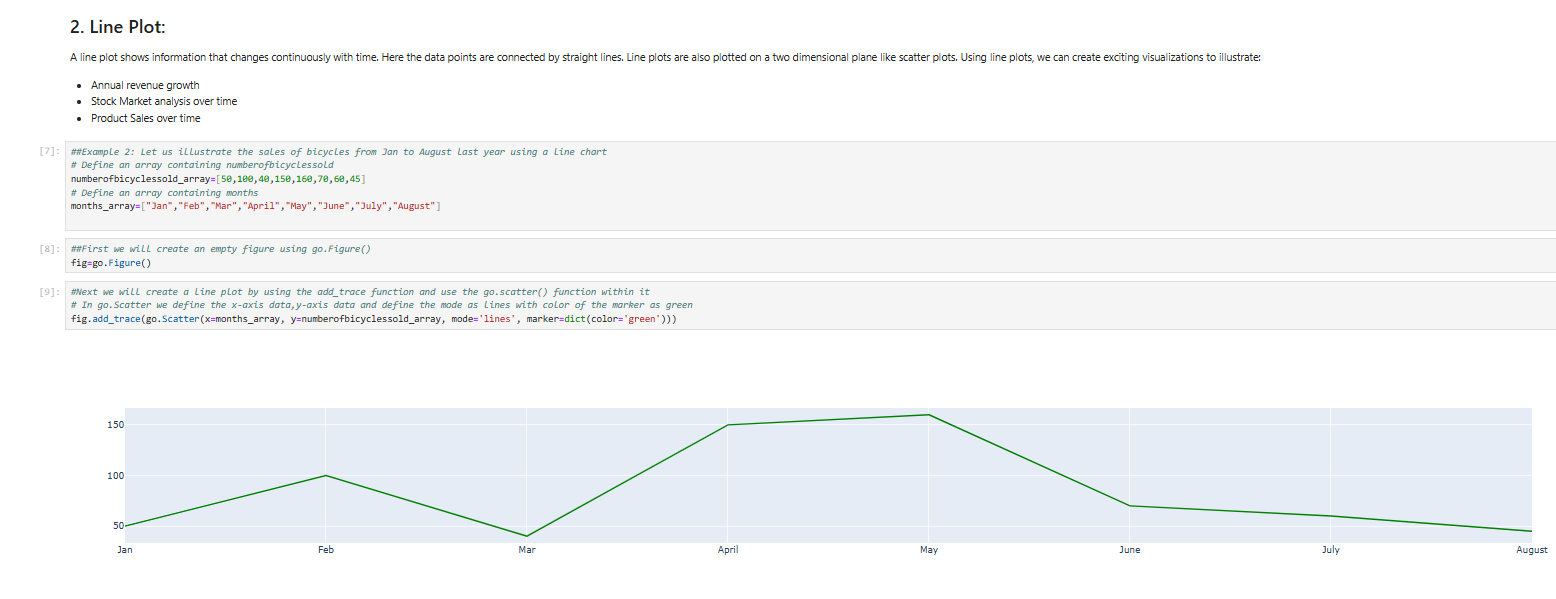 2. Line Plot:
A line plot shows information that changes continuously with time. Here the data points are connected by straight lines. Line plots are also plotted on a two dimensional plane like scatter plots. Using line plots, we can create exciting visualizations to illustrate:
• Annual revenue growth
• Stock Market analysis over time
• Product Sales over time
[7]: ##Example 2: Let us illustrate the sales of bicycles from Jan to August last year using a line chart
# Define an array containing numberofbicyclessold
numberofbicyclessold_array=[50,100,40,150,160,70,60,45]
# Define an array containing months
months_array=["Jan","Feb","Mar","April","May","June","July","August"]
[8]: ##First we will create an empty figure using go.Figure()
fig=go.Figure()
[9]: #Next we will create a line plot by using the add_trace function and use the go.scatter() function within it
# In go.Scatter we define the x-axis data,y-axis data and define the mode as lines with color of the marker as green
fig.add_trace(go.Scatter(x=months_array, y=numberofbicyclessold_array, mode='lines', marker=dict(color='green')))
150
100
50
Jan Feb Mar April May June July August